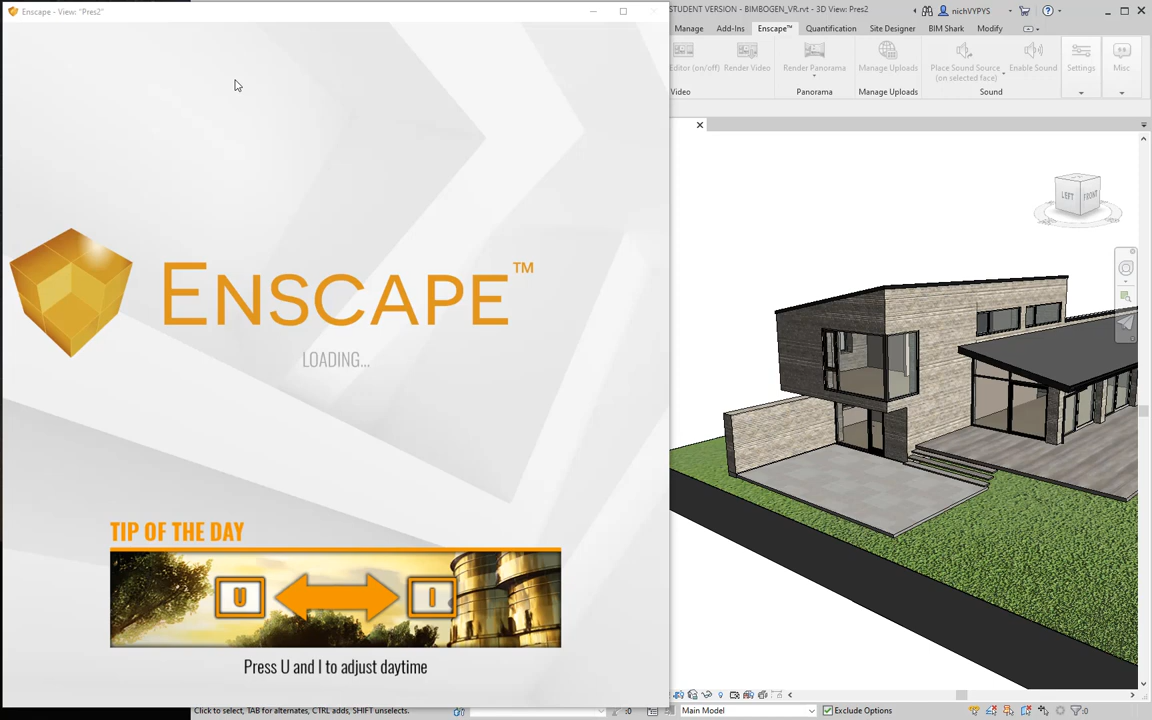 Enscape - View: "Pres2"
STUDENT VERSION - BIMBOGEN_VR.rvt - 3D View: Pres2
nichVYPYS
Manage Add-Ins Enscape™ Quantification Site Designer BIM Shark Modify
Editor (on/off) Render Video Render Panorama Manage Uploads Place Sound Source (on selected face) Enable Sound Settings Misc
Video Panorama Manage Uploads Sound
LEFT FRONT
ENSCAPE™
LOADING...
TIP OF THE DAY
U I
Press U and I to adjust daytime
Click to select, TAB for alternates, CTRL adds, SHIFT unselects. :0 Main Model Exclude Options :0